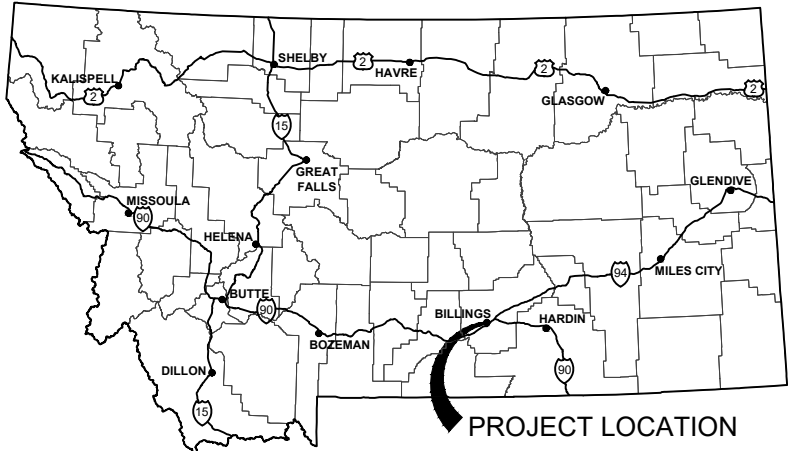 SHELBY
2
HAVRE
2
KALISPELL
2
GLASGOW
2
15
GREAT
FALLS
GLENDIVE
MISSOULA
90
HELENA
MILES CITY
94
BUTTE
90
BILLINGS
HARDIN
BOZEMAN
DILLON
90
15
PROJECT LOCATION